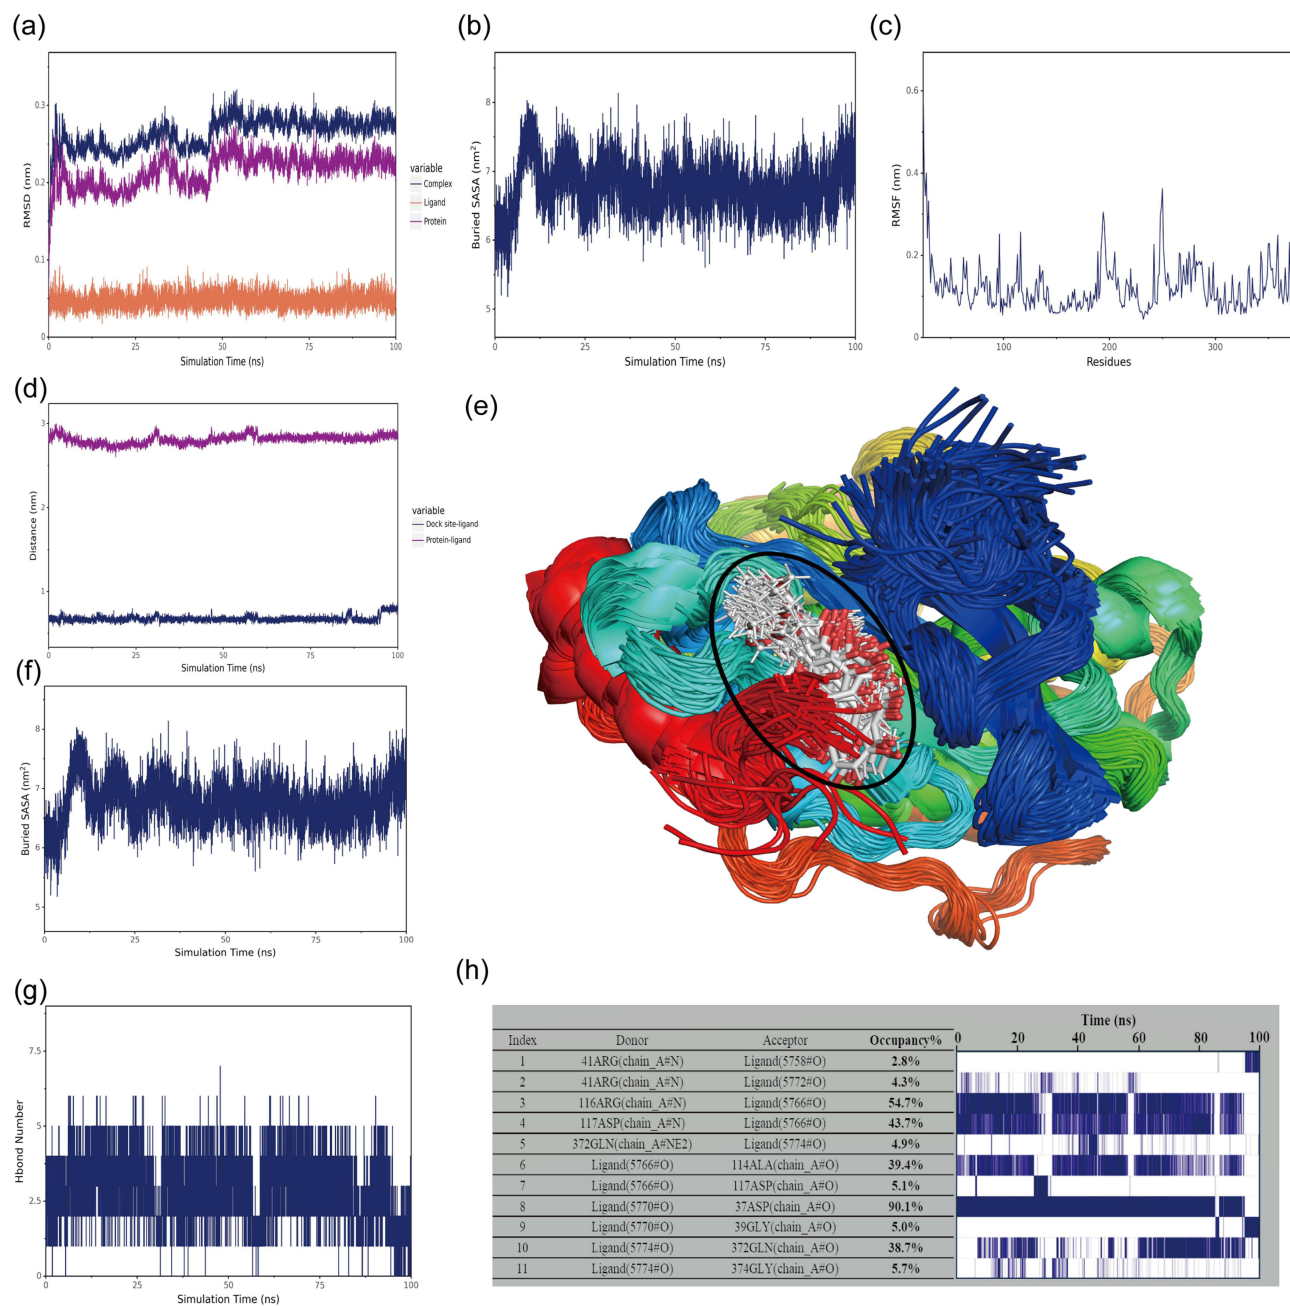 (a)
0.3
0.2
0.1
0
RMSD (nm)
0 25 50 75 100
Simulation Time (ns)
variable
Complex
Ligand
Protein
(b)
8
7
6
5
Buried SASA (nm²)
0 25 50 75 100
Simulation Time (ns)
(c)
0.6
0.4
0.2
0
RMSF (nm)
100 200 300
Residues
(d)
3
2
1
Distance (nm)
0 25 50 75 100
Simulation Time (ns)
variable
Dock site-ligand
Protein-ligand
(e)
(f)
8
7
6
5
Buried SASA (nm²)
0 25 50 75 100
Simulation Time (ns)
(g)
7.5
5
2.5
0
Hbond Number
0 25 50 75 100
Simulation Time (ns)
(h)
Time (ns)
Index Donor Acceptor Occupancy% 0 20 40 60 80 100
1 41ARG(chain_A#N) Ligand(5758#O) 2.8%
2 41ARG(chain_A#N) Ligand(5772#O) 4.3%
3 116ARG(chain_A#N) Ligand(5766#O) 54.7%
4 117ASP(chain_A#N) Ligand(5766#O) 43.7%
5 372GLN(chain_A#NE2) Ligand(5774#O) 4.9%
6 Ligand(5766#O) 114ALA(chain_A#O) 39.4%
7 Ligand(5766#O) 117ASP(chain_A#O) 5.1%
8 Ligand(5770#O) 37ASP(chain_A#O) 90.1%
9 Ligand(5770#O) 39GLY(chain_A#O) 5.0%
10 Ligand(5774#O) 372GLN(chain_A#O) 38.7%
11 Ligand(5774#O) 374GLY(chain_A#O) 5.7%